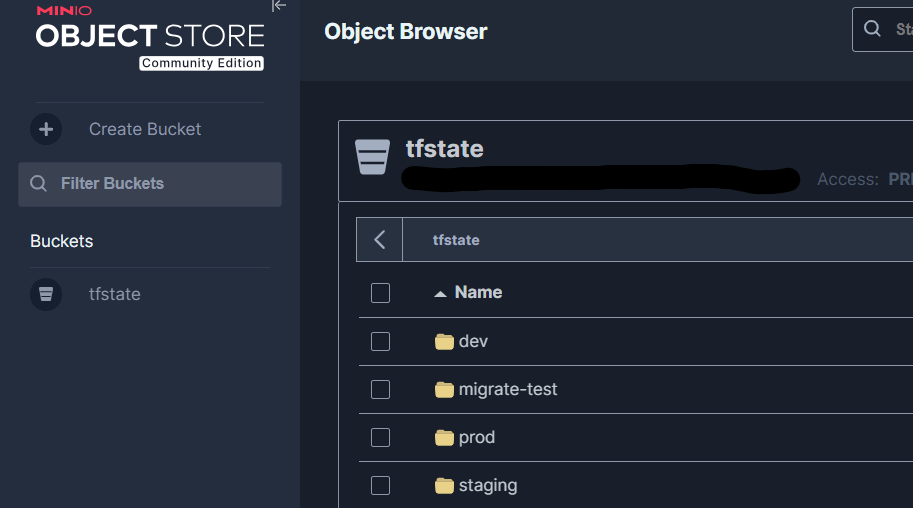 MINIO
OBJECT STORE
Community Edition
Create Bucket
Filter Buckets
Buckets
tfstate
Object Browser
tfstate
Access:
tfstate
Name
dev
migrate-test
prod
staging